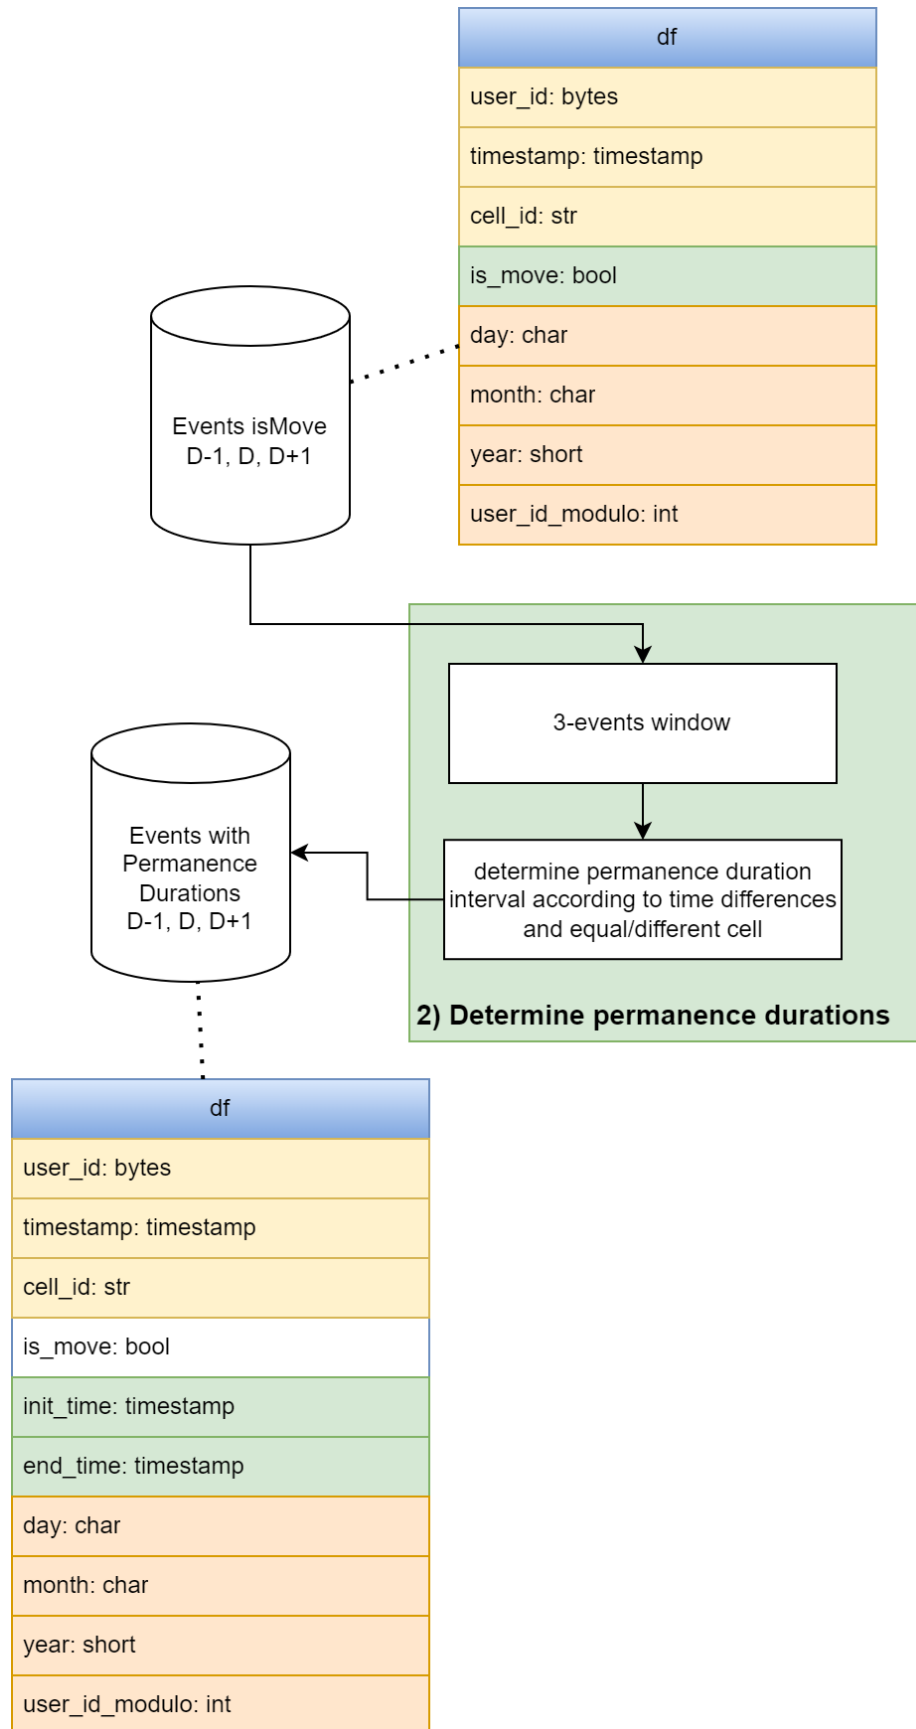 df
user_id: bytes
timestamp: timestamp
cell_id: str
is_move: bool
day: char
month: char
year: short
user_id_modulo: int
Events isMove
D-1, D, D+1
3-events window
determine permanence duration
interval according to time differences
and equal/different cell
2) Determine permanence durations
Events with
Permanence
Durations
D-1, D, D+1
df
user_id: bytes
timestamp: timestamp
cell_id: str
is_move: bool
init_time: timestamp
end_time: timestamp
day: char
month: char
year: short
user_id_modulo: int